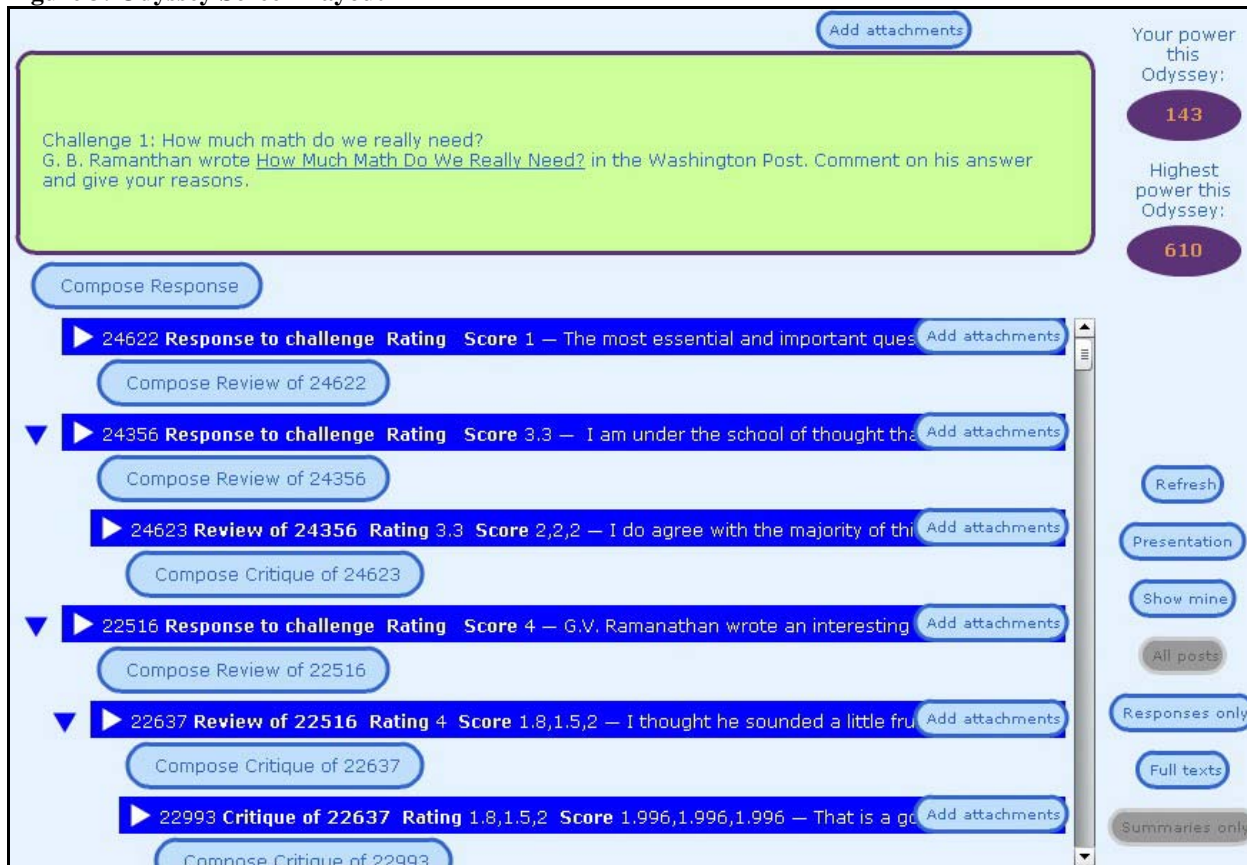 Add attachments
Your power
this
Odyssey:
143
Highest
power this
Odyssey:
610
Challenge 1: How much math do we really need?
G. B. Ramanthan wrote How Much Math Do We Really Need? in the Washington Post. Comment on his answer
and give your reasons.
Compose Response
24622 Response to challenge Rating Score 1 — The most essential and important ques Add attachments
Compose Review of 24622
24356 Response to challenge Rating Score 3.3 — I am under the school of thought tha Add attachments
Compose Review of 24356
24623 Review of 24356 Rating 3.3 Score 2,2,2 — I do agree with the majority of thi Add attachments
Compose Critique of 24623
22516 Response to challenge Rating Score 4 — G.V. Ramanathan wrote an interesting Add attachments
Compose Review of 22516
22637 Review of 22516 Rating 4 Score 1.8,1.5,2 — I thought he sounded a little fru Add attachments
Compose Critique of 22637
22993 Critique of 22637 Rating 1.8,1.5,2 Score 1.996,1.996,1.996 — That is a go Add attachments
Compose Critique of 22993
Refresh
Presentation
Show mine
All posts
Responses only
Full texts
Summaries only